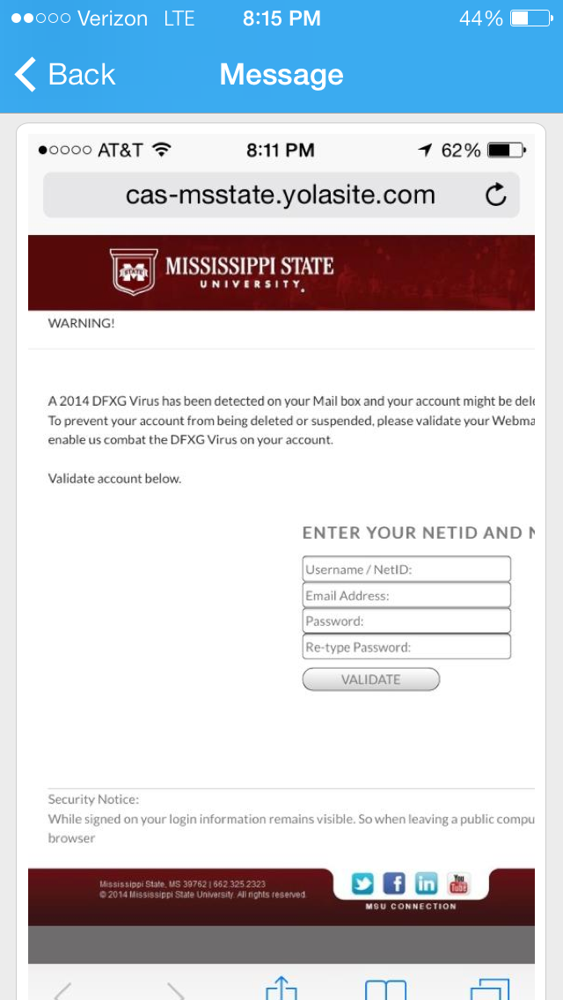 Verizon LTE 8:15 PM 44%
Back Message
AT&T 8:11 PM 62%
cas-msstate.yolasite.com
STATE M MISSISSIPPI STATE
UNIVERSITY
WARNING!
A 2014 DFXG Virus has been detected on your Mail box and your account might be dele
To prevent your account from being deleted or suspended, please validate your Webma
enable us combat the DFXG Virus on your account.
Validate account below.
ENTER YOUR NETID AND N
Username / NetID:
Email Address:
Password:
Re-type Password:
VALIDATE
Security Notice:
While signed on your login information remains visible. So when leaving a public compu
browser
Mississippi State, MS 39762 | 662.325.2323
© 2014 Mississippi State University. All rights reserved.
f in You Tube
MSU CONNECTION